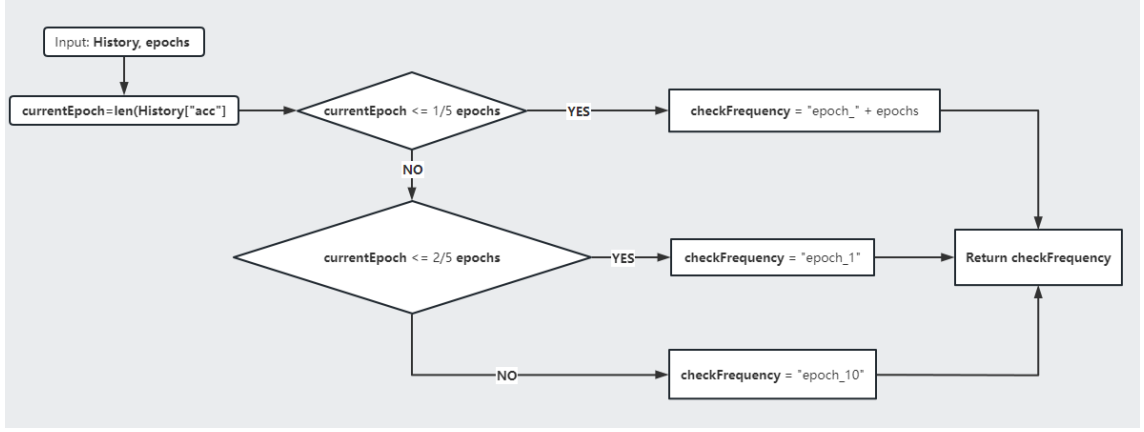 Input: History, epochs
currentEpoch=len(History["acc"]
currentEpoch <= 1/5 epochs
YES
checkFrequency = "epoch_" + epochs
NO
currentEpoch <= 2/5 epochs
YES
checkFrequency = "epoch_1"
Return checkFrequency
NO
checkFrequency = "epoch_10"